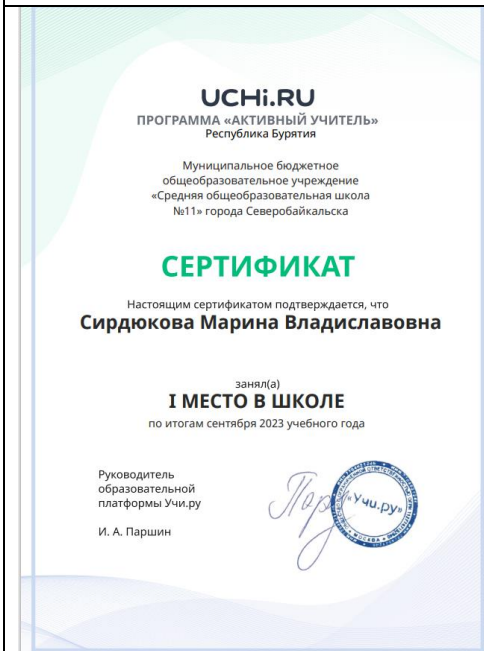 UCHi.RU
ПРОГРАММА «АКТИВНЫЙ УЧИТЕЛЬ»
Республика Бурятия
Муниципальное бюджетное
общеобразовательное учреждение
«Средняя общеобразовательная школа
№11» города Северобайкальска
СЕРТИФИКАТ
Настоящим сертификатом подтверждается, что
Сирдюкова Марина Владиславовна
занял(а)
I МЕСТО В ШКОЛЕ
по итогам сентября 2023 учебного года
Руководитель
образовательной
платформы Учи.ру
И. А. Паршин
«Учи.ру»
МОСКВА